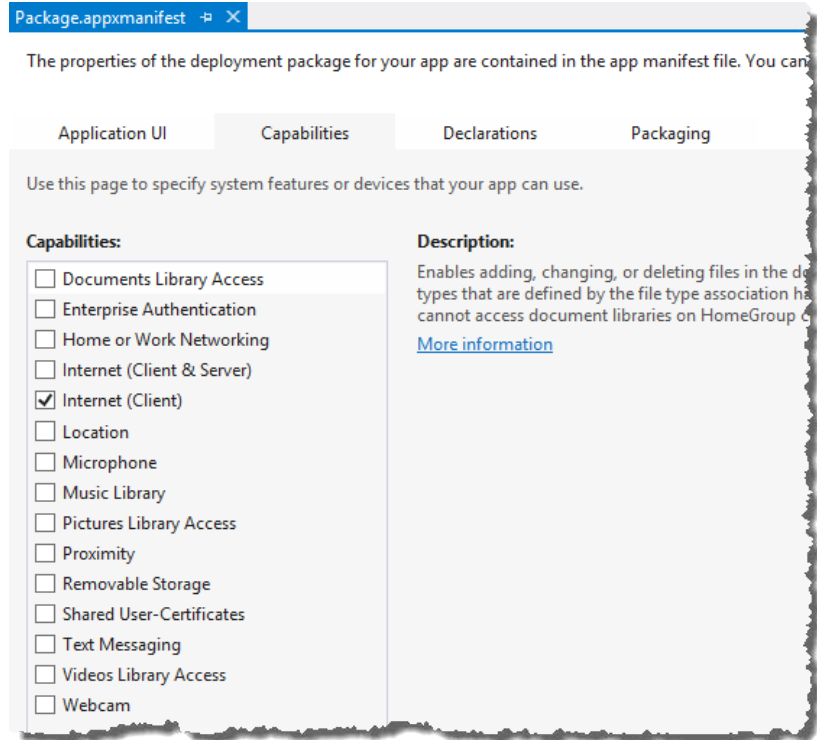 Package.appxmanifest
The properties of the deployment package for your app are contained in the app manifest file. You can
Application UI Capabilities Declarations Packaging
Use this page to specify system features or devices that your app can use.
Capabilities:
Documents Library Access
Enterprise Authentication
Home or Work Networking
Internet (Client & Server)
Internet (Client)
Location
Microphone
Music Library
Pictures Library Access
Proximity
Removable Storage
Shared User-Certificates
Text Messaging
Videos Library Access
Webcam
Description:
Enables adding, changing, or deleting files in the
types that are defined by the file type association
cannot access document libraries on HomeGroup
More information